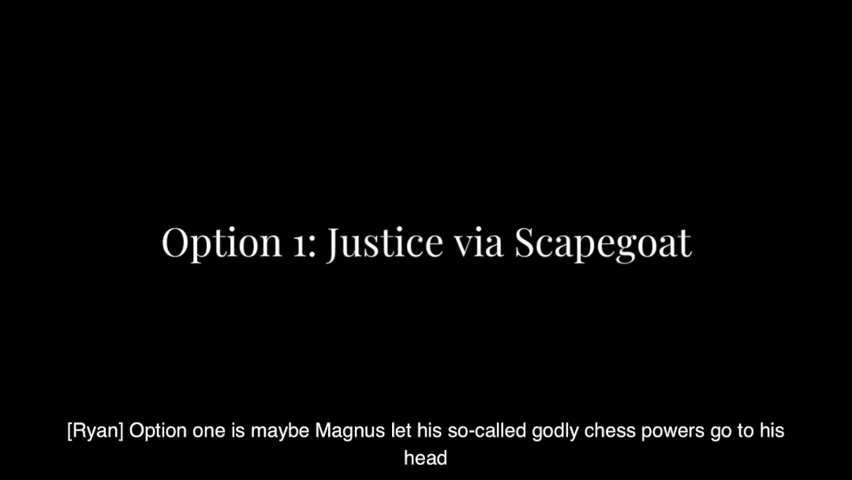 Option 1: Justice via Scapegoat
[Ryan] Option one is maybe Magnus let his so-called godly chess powers go to his
head